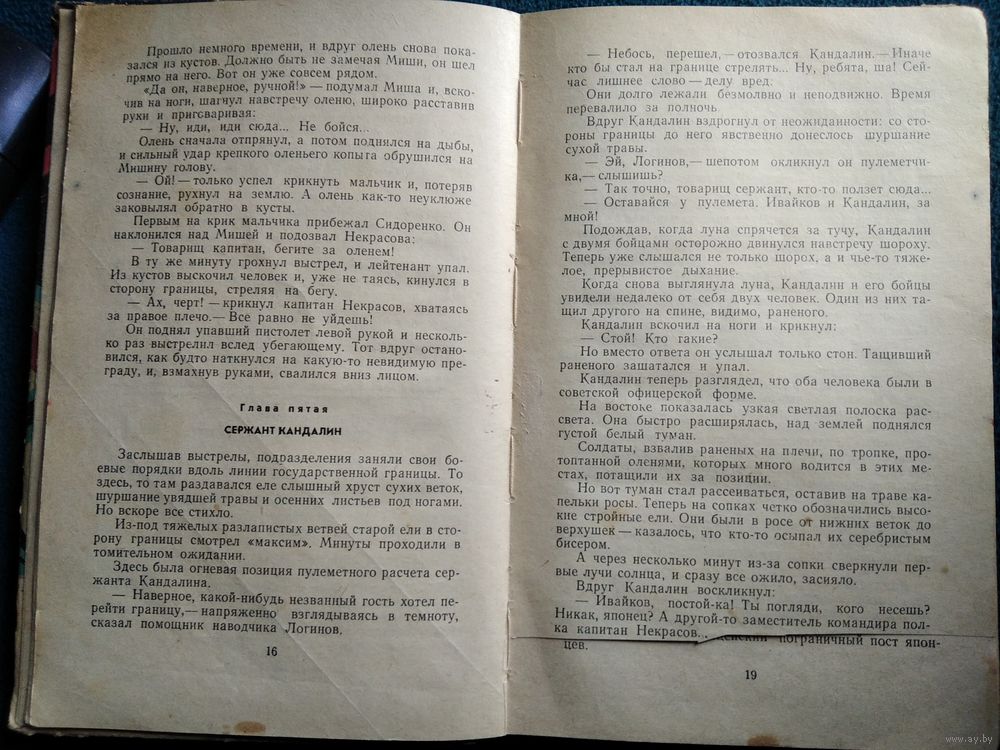 Прошло немного времени, и вдруг олень снова пока-
зался из кустов. Должно быть не замечая Миши, он шел
прямо на него. Вот он уже совсем рядом.
«Да он, наверное, ручной!» — подумал Миша и, вско-
чив на ноги, шагнул навстречу оленю, широко расставив
руки и приговаривая:
— Ну, иди, иди сюда... Не бойся...
Олень сначала отпрянул, а потом поднялся на дыбы,
и сильный удар крепкого оленьего копыта обрушился на
Мишину голову.
— Ой! — только успел крикнуть мальчик и, потеряв
сознание, рухнул на землю. А олень как-то неуклюже
заковылял обратно в кусты.
Первым на крик мальчика прибежал Сидоренко. Он
наклонился над Мишей и подозвал Некрасова:
— Товарищ капитан, бегите за оленем!
В ту же минуту грохнул выстрел, и лейтенант упал.
Из кустов выскочил человек и, уже не таясь, кинулся в
сторону границы, стреляя на бегу.
— Ах, черт! — крикнул капитан Некрасов, хватаясь
за правое плечо.— Все равно не уйдешь!
Он поднял упавший пистолет левой рукой и несколь-
ко раз выстрелил вслед убегающему. Тот вдруг остано-
вился, как будто наткнулся на какую-то невидимую пре-
граду, и, взмахнув руками, свалился вниз лицом.
Глава пятая
СЕРЖАНТ КАНДАЛИН
Заслышав выстрелы, подразделения заняли свои бо-
евые порядки вдоль линии государственной границы. То
здесь, то там раздавался еле слышный хруст сухих веток,
шуршание увядшей травы и осенних листьев под ногами.
Но вскоре все стихло.
Из-под тяжелых разлапистых ветвей старой ели в сто-
рону границы смотрел «максим». Минуты проходили в
томительном ожидании.
Здесь была огневая позиция пулеметного расчета сер-
жанта Кандалина.
— Наверное, какой-нибудь незванный гость хотел пе-
рейти границу,— напряженно взглядываясь в темноту,
сказал помощник наводчика Логинов.
16
— Небось, перешел,— отозвался Кандалин.— Иначе
кто бы стал на границе стрелять... Ну, ребята, ша! Сей-
час лишнее слово — делу вред.
Они долго лежали безмолвно и неподвижно. Время
перевалило за полночь.
Вдруг Кандалин вздрогнул от неожиданности: со сто-
роны границы до него явственно донеслось шуршание
сухой травы.
— Эй, Логинов,— шепотом окликнул он пулеметчи-
ка,— слышишь?
— Так точно, товарищ сержант, кто-то ползет сюда...
— Оставайся у пулемета. Ивайков и Кандалин, за
мной!
Подождав, когда луна спрячется за тучу, Кандалин
с двумя бойцами осторожно двинулся навстречу шороху.
Теперь уже слышался не только шорох, а и чье-то тяже-
лое, прерывистое дыхание.
Когда снова выглянула луна, Кандалин и его бойцы
увидели недалеко от себя двух человек. Один из них та-
щил другого на спине, видимо, раненого.
Кандалин вскочил на ноги и крикнул:
— Стой! Кто такие?
Но вместо ответа он услышал только стон. Тащивший
раненого зашатался и упал.
Кандалин теперь разглядел, что оба человека были в
советской офицерской форме.
На востоке показалась узкая светлая полоска рас-
света. Она быстро расширялась, над землей поднялся
густой белый туман.
Солдаты, взвалив раненых на плечи, по тропке, про-
топтанной оленями, которых много водится в этих ме-
стах, потащили их за позиции.
Но вот туман стал рассеиваться, оставив на траве ка-
пельки росы. Теперь на сопках четко обозначились высо-
кие стройные ели. Они были в росе от нижних веток до
верхушек — казалось, что кто-то осыпал их серебристым
бисером.
А через несколько минут из-за сопки сверкнули пер-
вые лучи солнца, и сразу все ожило, засияло.
Вдруг Кандалин воскликнул:
— Ивайков, постой-ка! Ты погляди, кого несешь?
Никак, японец? А другой-то заместитель командира пол-
ка капитан Некрасов...
пограничный пост япон-
цев.
19
www.ay.by